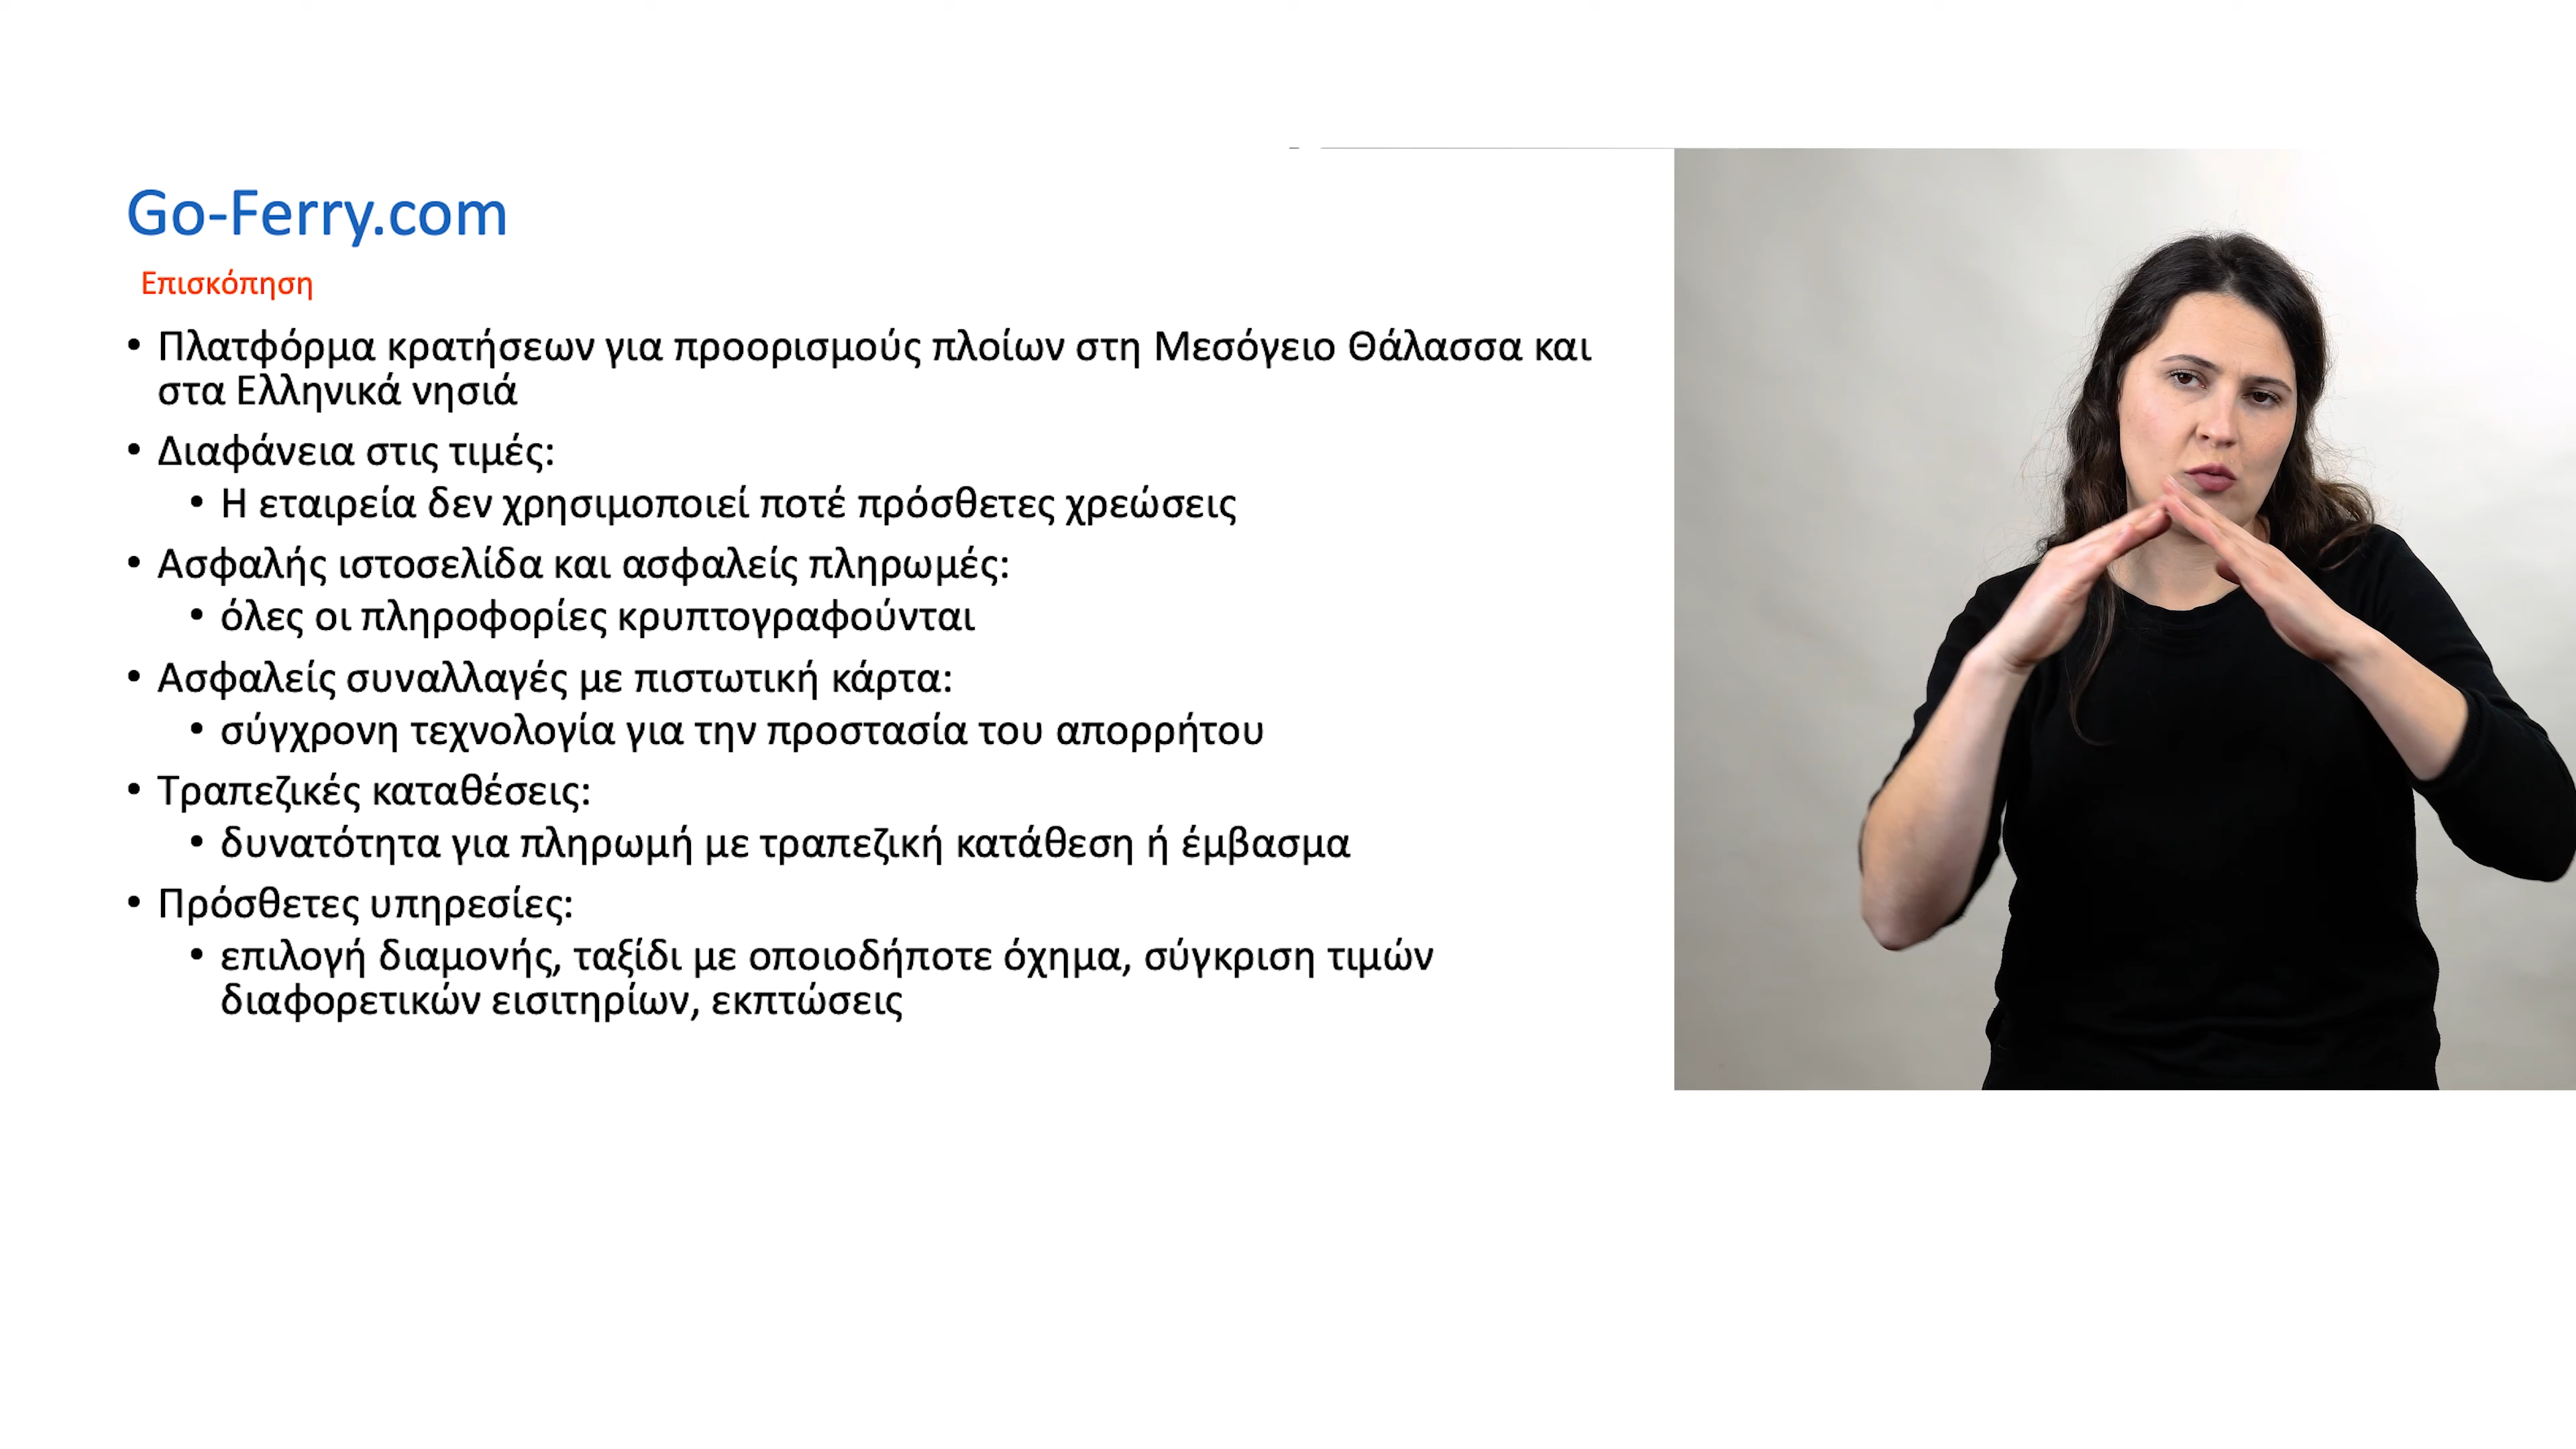 Go-Ferry.com
Επισκόπηση
• Πλατφόρμα κρατήσεων για προορισμούς πλοίων στη Μεσόγειο Θάλασσα και
στα Ελληνικά νησιά
• Διαφάνεια στις τιμές:
• Η εταιρεία δεν χρησιμοποιεί ποτέ πρόσθετες χρεώσεις
• Ασφαλής ιστοσελίδα και ασφαλείς πληρωμές:
• όλες οι πληροφορίες κρυπτογραφούνται
• Ασφαλείς συναλλαγές με πιστωτική κάρτα:
• σύγχρονη τεχνολογία για την προστασία του απορρήτου
• Τραπεζικές καταθέσεις:
• δυνατότητα για πληρωμή με τραπεζική κατάθεση ή έμβασμα
• Πρόσθετες υπηρεσίες:
• επιλογή διαμονής, ταξίδι με οποιοδήποτε όχημα, σύγκριση τιμών
διαφορετικών εισιτηρίων, εκπτώσεις